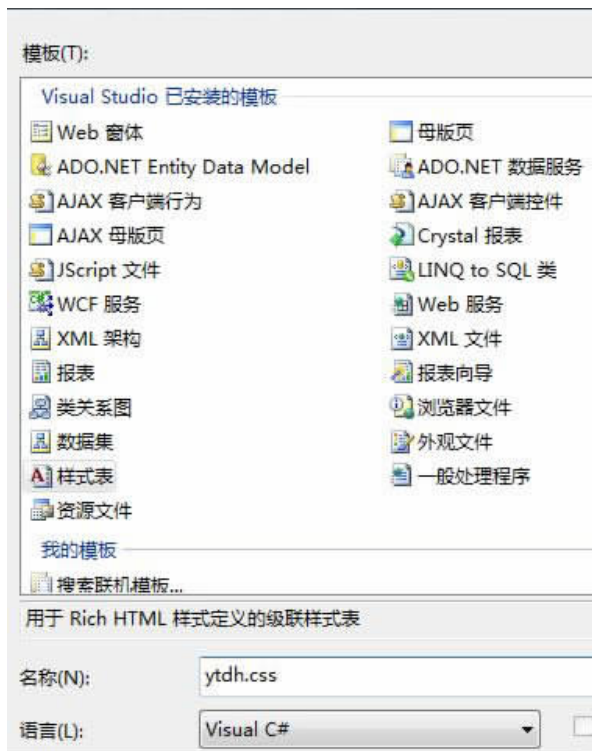 模板(T):
Visual Studio 已安装的模板
Web 窗体
母版页
ADO.NET Entity Data Model
ADO.NET 数据服务
AJAX 客户端行为
AJAX 客户端控件
AJAX 母版页
Crystal 报表
JScript 文件
LINQ to SQL 类
WCF 服务
Web 服务
XML 架构
XML 文件
报表
报表向导
类关系图
浏览器文件
数据集
外观文件
样式表
一般处理程序
资源文件
我的模板
搜索联机模板...
用于 Rich HTML 样式定义的级联样式表
名称(N):
ytdh.css
语言(L):
Visual C#